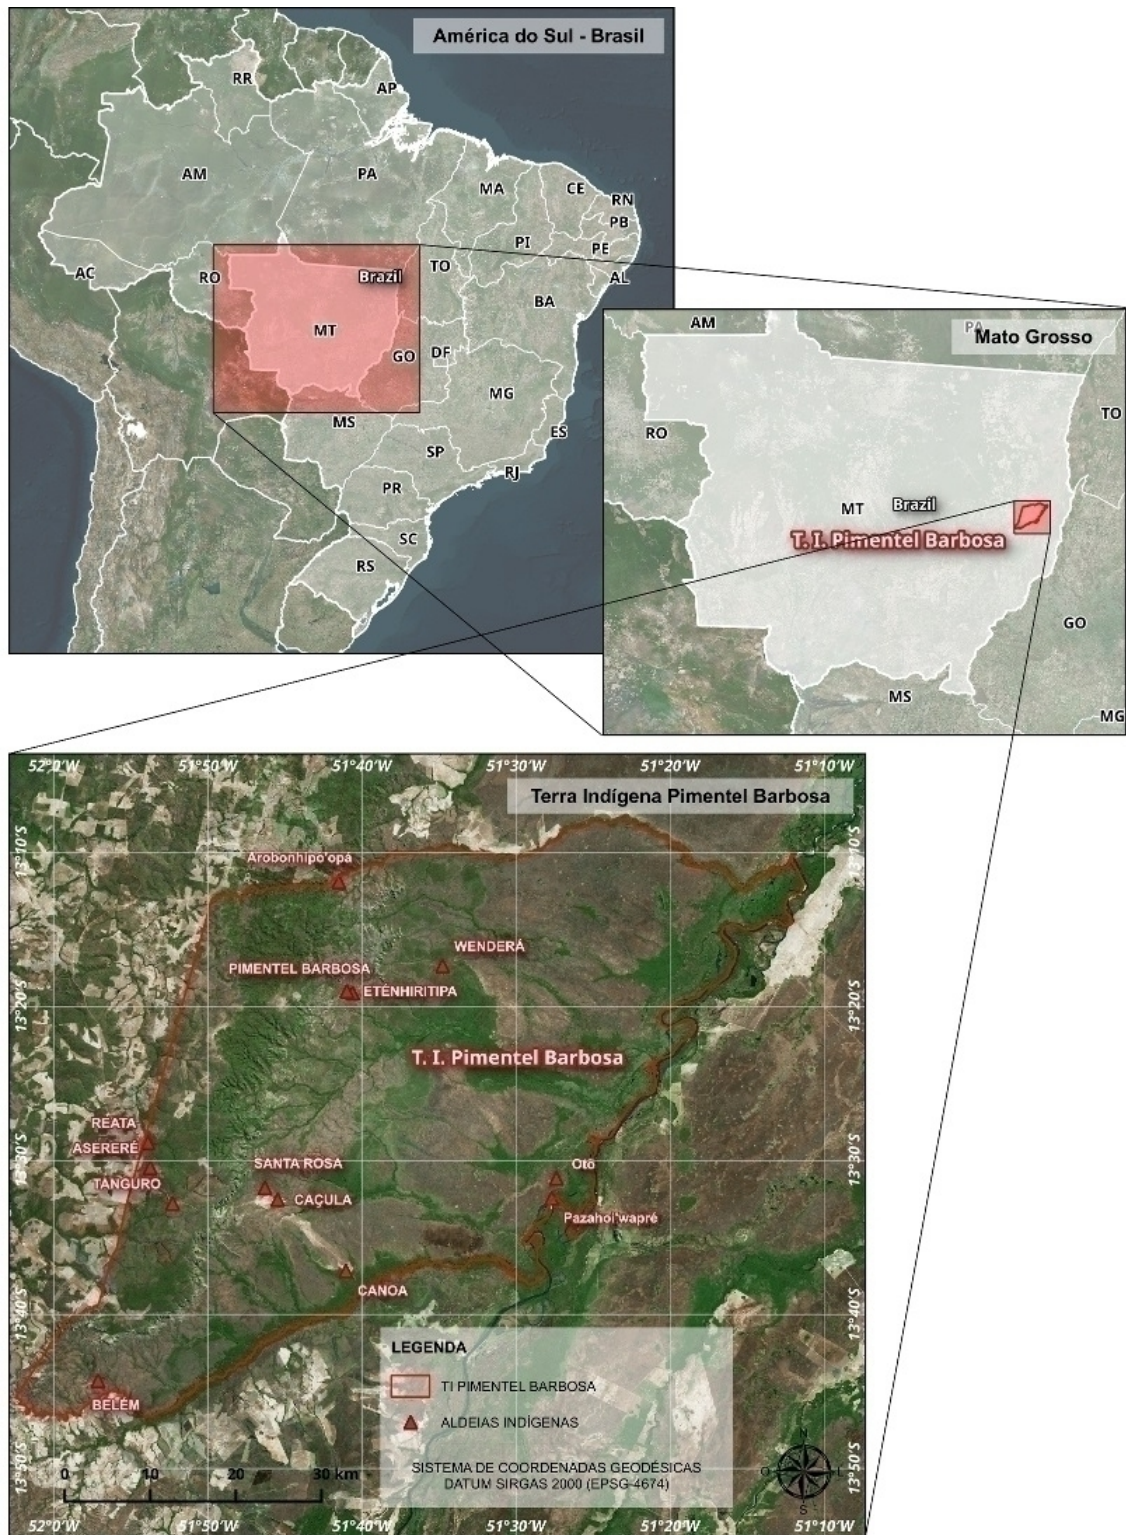 América do Sul - Brasil
RR
AP
AM
PA
MA
CE
RN
PB
PI
PE
AC
RO
Brazil
TO
AL
BA
MT
GO
DF
MG
MS
ES
SP
RJ
PR
SC
RS
AM
PA
Mato Grosso
RO
TO
MT
Brazil
T. I. Pimentel Barbosa
GO
MS
MG
52°0'W
51°50'W
51°40'W
51°30'W
51°20'W
51°10'W
Terra Indígena Pimentel Barbosa
13°10'S
13°10'S
Arobonhipo'opá
WENDERÁ
PIMENTEL BARBOSA
ETÉNHIRITIPA
13°20'S
13°20'S
T. I. Pimentel Barbosa
REATA
ASERERÉ
13°30'S
13°30'S
SANTA ROSA
Otõ
TANGURO
CAÇULA
Pazahoi'wapré
CANOA
13°40'S
13°40'S
LEGENDA
TI PIMENTEL BARBOSA
BELÉM
ALDEIAS INDÍGENAS
N
O
L
S
SISTEMA DE COORDENADAS GEODÉSICAS
DATUM SIRGAS 2000 (EPSG-4674)
13°50'S
13°50'S
0 10 20 30 km
52°0'W
51°50'W
51°40'W
51°30'W
51°20'W
51°10'W